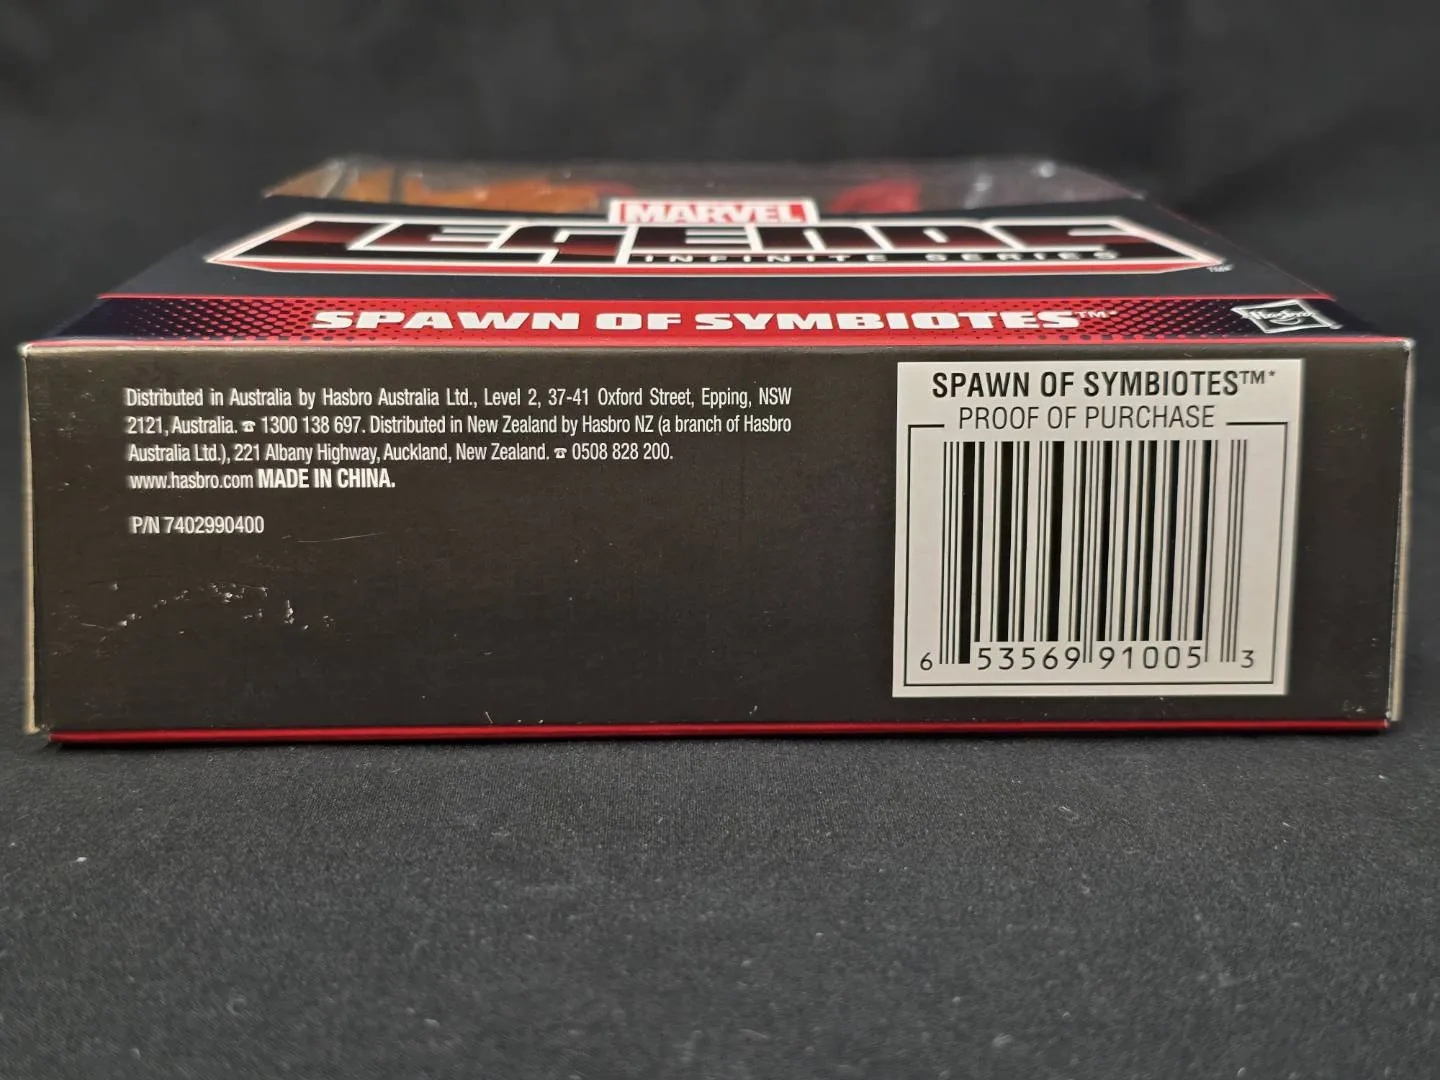 MARVEL
LEGENDS
INFINITE SERIES
TM*
SPAWN OF SYMBIOTES™*
Hasbro
Distributed in Australia by Hasbro Australia Ltd., Level 2, 37-41 Oxford Street, Epping, NSW
2121, Australia. ☎ 1300 138 697. Distributed in New Zealand by Hasbro NZ (a branch of Hasbro
Australia Ltd.), 221 Albany Highway, Auckland, New Zealand. ☎ 0508 828 200.
www.hasbro.com MADE IN CHINA.
P/N 7402990400
SPAWN OF SYMBIOTES™*
PROOF OF PURCHASE
6 53569 91005 3